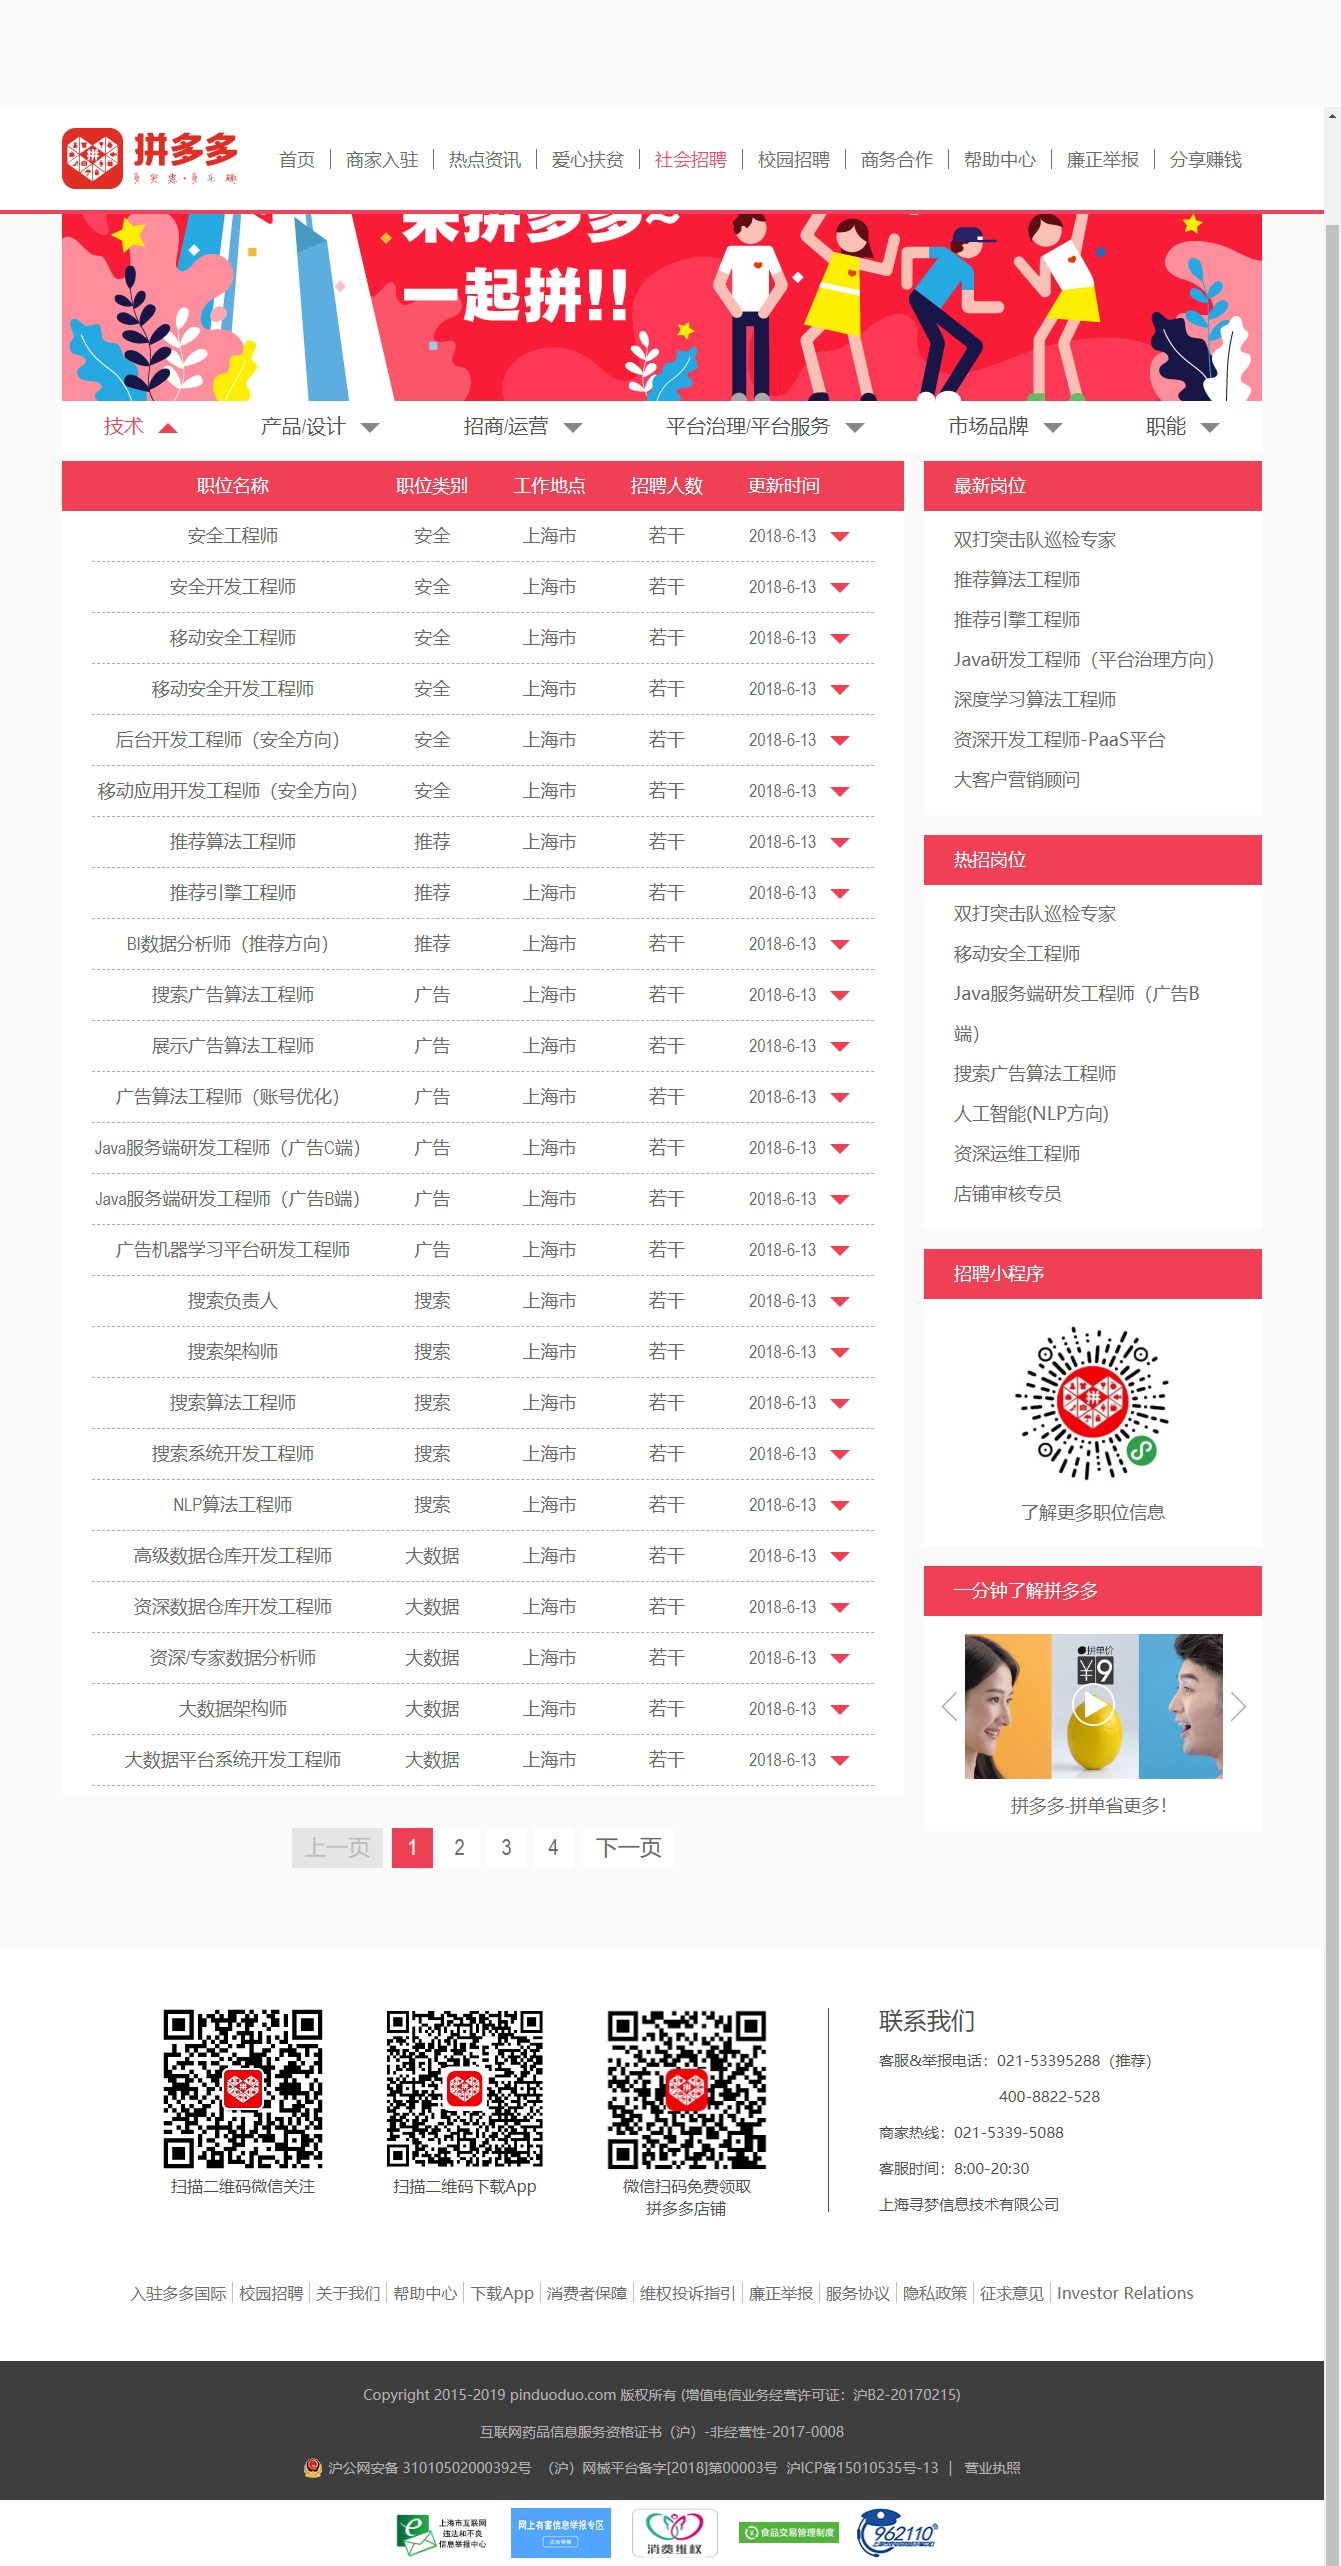 拼多多
多实惠·多乐趣
首页 商家入驻 热点资讯 爱心扶贫 社会招聘 校园招聘 商务合作 帮助中心 廉正举报 分享赚钱
来拼多多~
一起拼!!
技术 产品/设计 招商/运营 平台治理/平台服务 市场品牌 职能
职位名称 职位类别 工作地点 招聘人数 更新时间
安全工程师 安全 上海市 若干 2018-6-13
安全开发工程师 安全 上海市 若干 2018-6-13
移动安全工程师 安全 上海市 若干 2018-6-13
移动安全开发工程师 安全 上海市 若干 2018-6-13
后台开发工程师（安全方向） 安全 上海市 若干 2018-6-13
移动应用开发工程师（安全方向） 安全 上海市 若干 2018-6-13
推荐算法工程师 推荐 上海市 若干 2018-6-13
推荐引擎工程师 推荐 上海市 若干 2018-6-13
BI数据分析师（推荐方向） 推荐 上海市 若干 2018-6-13
搜索广告算法工程师 广告 上海市 若干 2018-6-13
展示广告算法工程师 广告 上海市 若干 2018-6-13
广告算法工程师（账号优化） 广告 上海市 若干 2018-6-13
Java服务端研发工程师（广告C端） 广告 上海市 若干 2018-6-13
Java服务端研发工程师（广告B端） 广告 上海市 若干 2018-6-13
广告机器学习平台研发工程师 广告 上海市 若干 2018-6-13
搜索负责人 搜索 上海市 若干 2018-6-13
搜索架构师 搜索 上海市 若干 2018-6-13
搜索算法工程师 搜索 上海市 若干 2018-6-13
搜索系统开发工程师 搜索 上海市 若干 2018-6-13
NLP算法工程师 搜索 上海市 若干 2018-6-13
高级数据仓库开发工程师 大数据 上海市 若干 2018-6-13
资深数据仓库开发工程师 大数据 上海市 若干 2018-6-13
资深/专家数据分析师 大数据 上海市 若干 2018-6-13
大数据架构师 大数据 上海市 若干 2018-6-13
大数据平台系统开发工程师 大数据 上海市 若干 2018-6-13
上一页 1 2 3 4 下一页
最新岗位
双打突击队巡检专家
推荐算法工程师
推荐引擎工程师
Java研发工程师（平台治理方向）
深度学习算法工程师
资深开发工程师-PaaS平台
大客户营销顾问
热招岗位
双打突击队巡检专家
移动安全工程师
Java服务端研发工程师（广告B
端）
搜索广告算法工程师
人工智能(NLP方向)
资深运维工程师
店铺审核专员
招聘小程序
拼
了解更多职位信息
一分钟了解拼多多
拼单价
¥9
拼多多-拼单省更多！
扫描二维码微信关注
扫描二维码下载App
微信扫码免费领取
拼多多店铺
联系我们
客服&举报电话：021-53395288（推荐）
400-8822-528
商家热线：021-5339-5088
客服时间：8:00-20:30
上海寻梦信息技术有限公司
入驻多多国际 校园招聘 关于我们 帮助中心 下载App 消费者保障 维权投诉指引 廉正举报 服务协议 隐私政策 征求意见 Investor Relations
Copyright 2015-2019 pinduoduo.com 版权所有 (增值电信业务经营许可证：沪B2-20170215)
互联网药品信息服务资格证书（沪）-非经营性-2017-0008
沪公网安备 31010502000392号 （沪）网械平台备字[2018]第00003号 沪ICP备15010535号-13 | 营业执照
上海市互联网
违法和不良
信息举报中心
网上有害信息举报专区
点击举报
消费维权
食品交易管理制度
962110